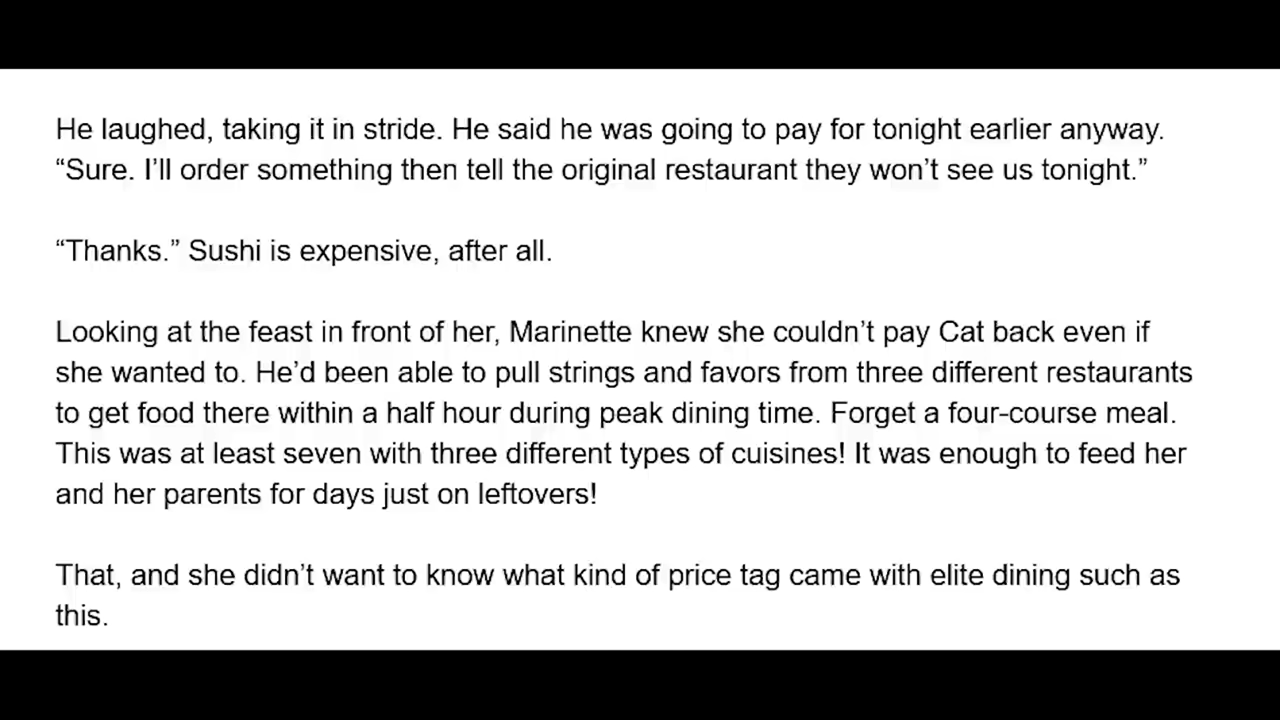 He laughed, taking it in stride. He said he was going to pay for tonight earlier anyway.
“Sure. I’ll order something then tell the original restaurant they won’t see us tonight.”
“Thanks.” Sushi is expensive, after all.
Looking at the feast in front of her, Marinette knew she couldn’t pay Cat back even if
she wanted to. He’d been able to pull strings and favors from three different restaurants
to get food there within a half hour during peak dining time. Forget a four-course meal.
This was at least seven with three different types of cuisines! It was enough to feed her
and her parents for days just on leftovers!
That, and she didn’t want to know what kind of price tag came with elite dining such as
this.